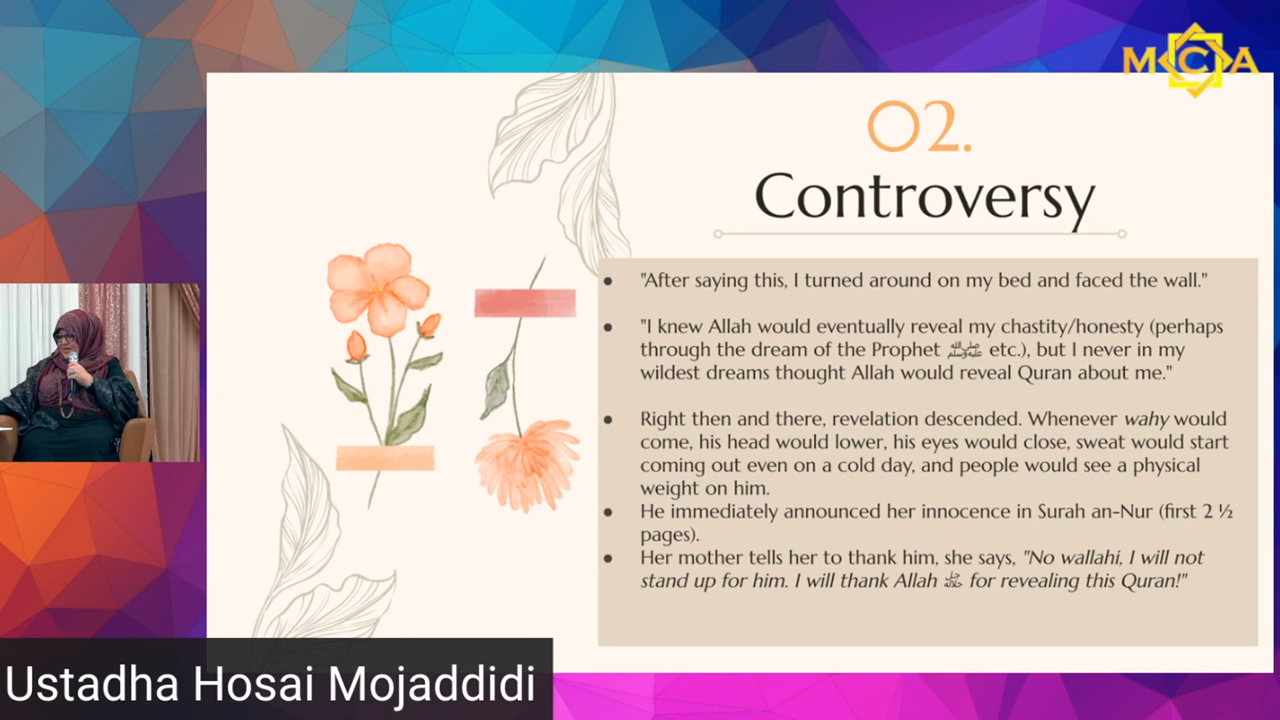 MCA
02.
Controversy
● "After saying this, I turned around on my bed and faced the wall."
● "I knew Allah would eventually reveal my chastity/honesty (perhaps
through the dream of the Prophet ﷺ etc.), but I never in my
wildest dreams thought Allah would reveal Quran about me."
● Right then and there, revelation descended. Whenever wahy would
come, his head would lower, his eyes would close, sweat would start
coming out even on a cold day, and people would see a physical
weight on him.
● He immediately announced her innocence in Surah an-Nur (first 2 ½
pages).
● Her mother tells her to thank him, she says, "No wallahi, I will not
stand up for him. I will thank Allah ﷻ for revealing this Quran!"
Ustadha Hosai Mojaddidi